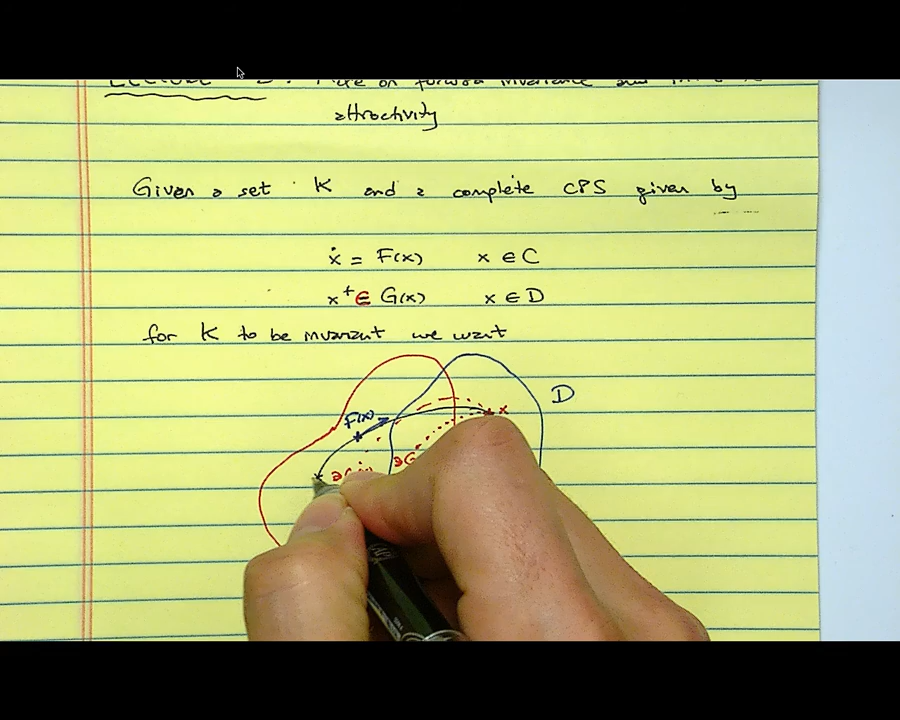 attractivity
Given a set K and a complete CPS given by
ẋ = F(x) x ∈ C
x⁺ ∈ G(x) x ∈ D
for K to be invariant we want
D
F(x) x